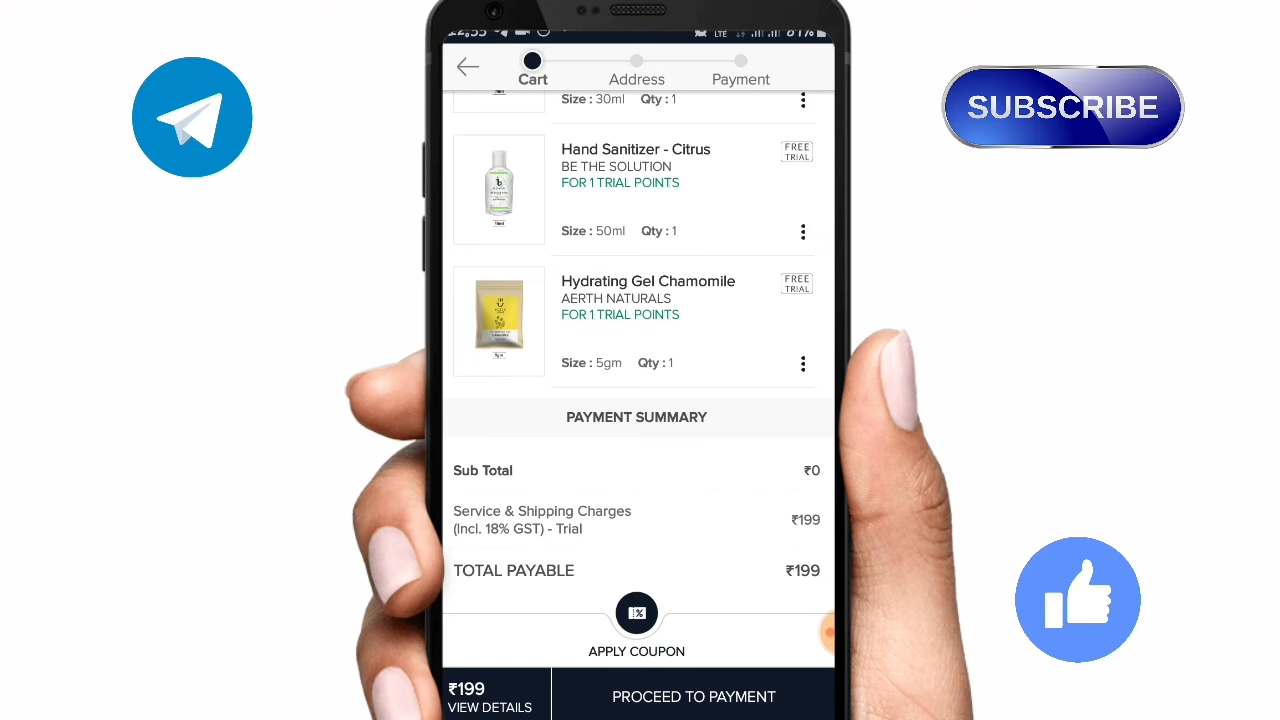 LTE
Cart
Address
Payment
Size : 30ml Qty : 1
Hand Sanitizer - Citrus
FREE
TRIAL
BE THE SOLUTION
FOR 1 TRIAL POINTS
50ml
Size : 50ml Qty : 1
Hydrating Gel Chamomile
FREE
TRIAL
AERTH NATURALS
FOR 1 TRIAL POINTS
5gm
Size : 5gm Qty : 1
PAYMENT SUMMARY
Sub Total ₹0
Service & Shipping Charges
(Incl. 18% GST) - Trial ₹199
TOTAL PAYABLE ₹199
APPLY COUPON
₹199
VIEW DETAILS
PROCEED TO PAYMENT
SUBSCRIBE